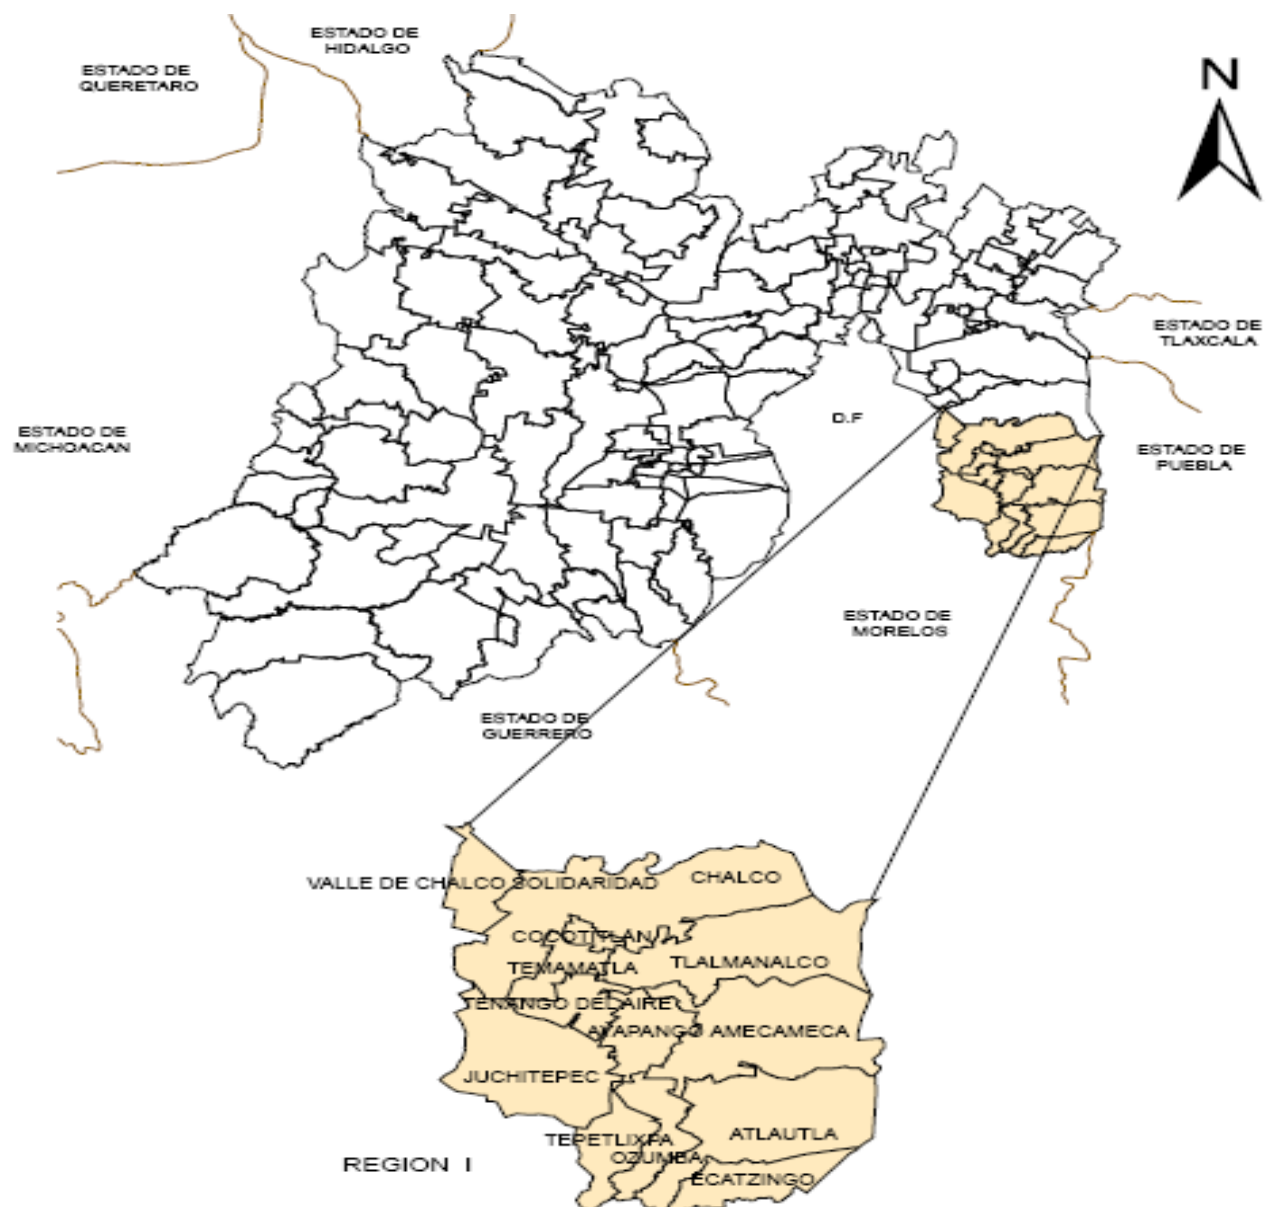 ESTADO DE
HIDALGO
ESTADO DE
QUERETARO
N
ESTADO DE
TLAXCALA
D.F
ESTADO DE
MICHOACAN
ESTADO DE
PUEBLA
ESTADO DE
MORELOS
ESTADO DE
GUERRERO
VALLE DE CHALCO SOLIDARIDAD
CHALCO
COCOTITLAN
TEMAMATLA
TLALMANALCO
TENANGO DEL AIRE
AYAPANGO
AMECAMECA
JUCHITEPEC
TEPETLIXPA
ATLAUTLA
OZUMBA
REGION I
ECATZINGO